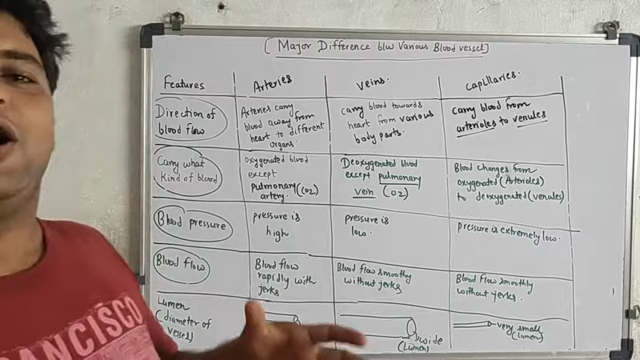 [Major Difference b/w Various Blood vessel]
Features
Arteries
veins
capillaries.
Direction of
blood flow
Arteries carry
blood away from
heart to different
organs.
carry blood towards
heart from various
body parts.
carry blood from
arterioles to venules
Carry what
kind of blood
oxygenated blood
except
pulmonary
artery.(CO2)
Deoxygenated blood
except pulmonary
vein (O2)
Blood changes from
oxygenated (Arterioles)
to deoxygenated (venules)
Blood pressure
pressure is
high
pressure is
low.
pressure is extremely low.
Blood flow
Blood flow
rapidly with
jerks
Blood flow smoothly
without jerks
Blood flow smoothly
without jerks.
Lumen
(diameter of
vessel)
wide
(Lumen)
very small
(lumen)
FRANCISCO